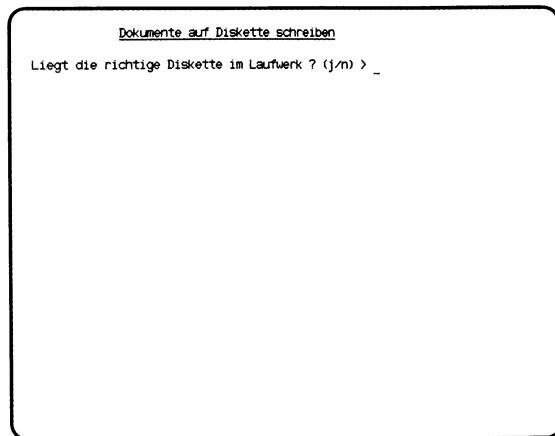 Dokumente auf Diskette schreiben
Liegt die richtige Diskette im Laufwerk ? (j/n) > _